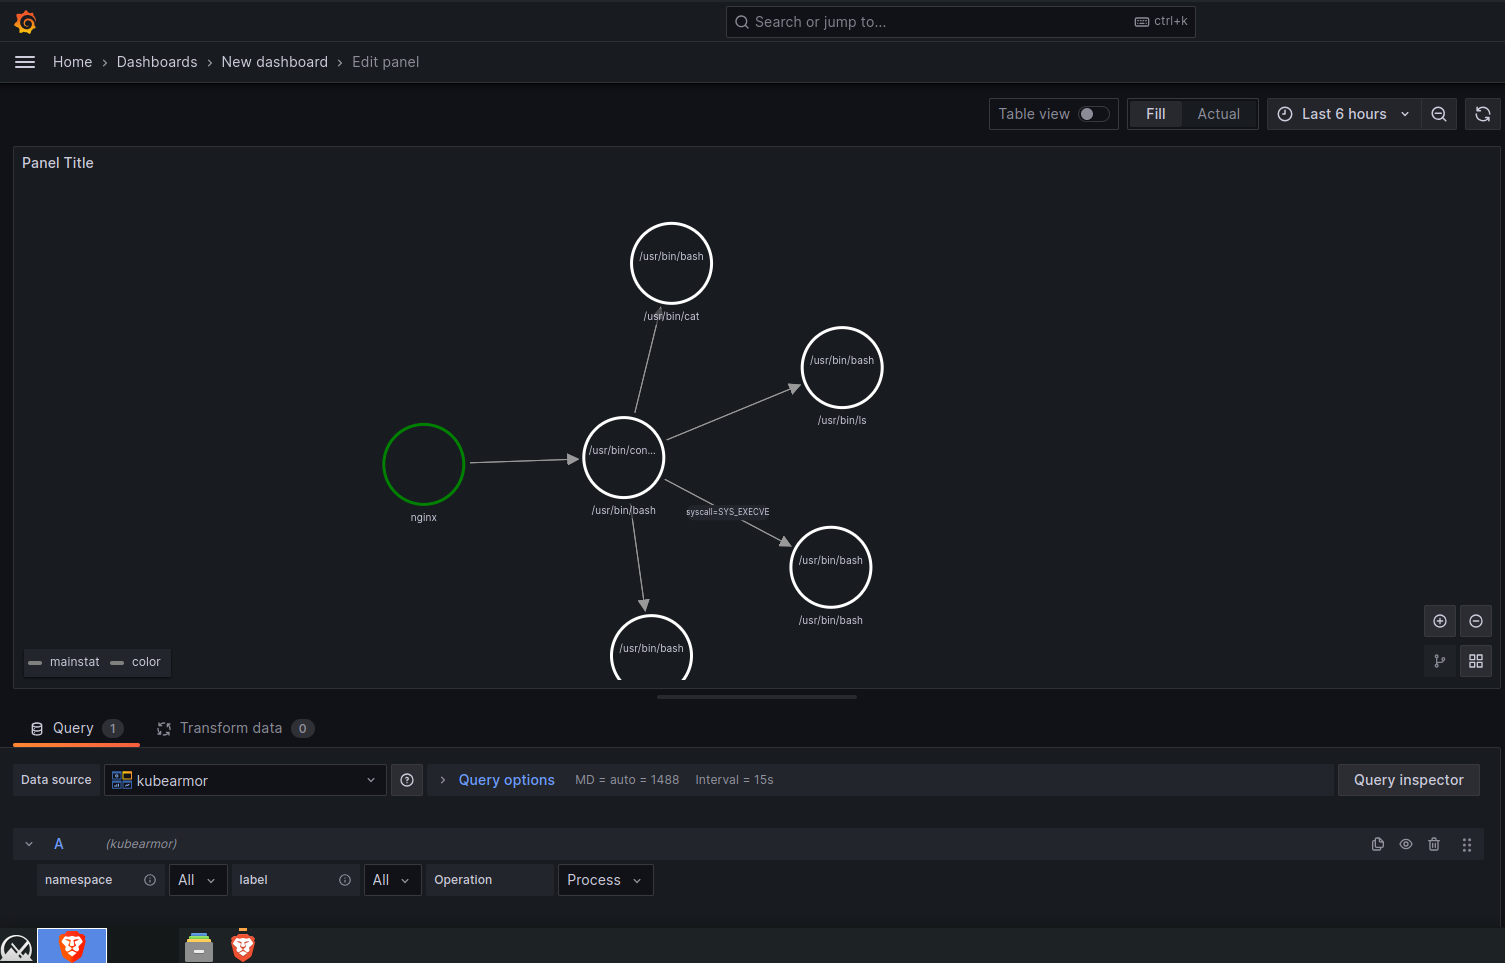 Search or jump to...
ctrl+k
Home › Dashboards › New dashboard › Edit panel
Table view
Fill
Actual
Last 6 hours
Panel Title
/usr/bin/bash
/usr/bin/cat
/usr/bin/bash
/usr/bin/ls
nginx
/usr/bin/con...
/usr/bin/bash
syscall=SYS_EXECVE
/usr/bin/bash
/usr/bin/bash
/usr/bin/bash
mainstat
color
Query 1
Transform data 0
Data source
kubearmor
Query options
MD = auto = 1488
Interval = 15s
Query inspector
A
(kubearmor)
namespace
All
label
All
Operation
Process